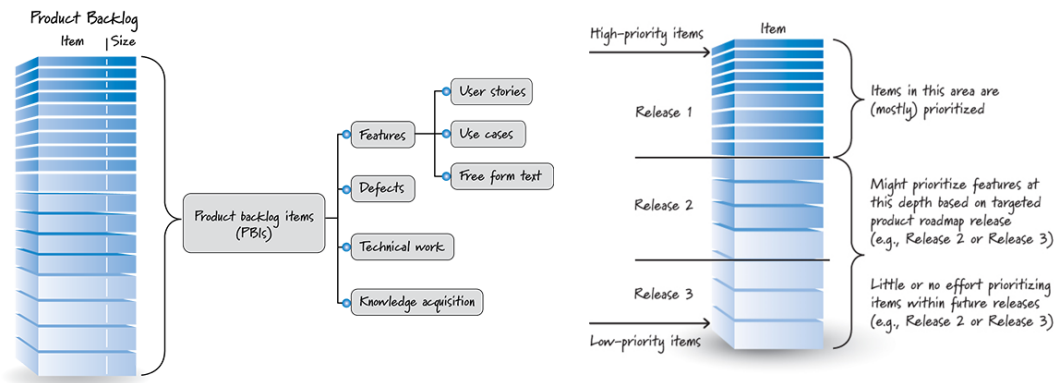 Product Backlog
Item | Size
Product backlog items
(PBIs)
Features
Defects
Technical work
Knowledge acquisition
User stories
Use cases
Free form text
Item
High-priority items
Release 1
Release 2
Release 3
Low-priority items
Items in this area are
(mostly) prioritized
Might prioritize features at
this depth based on targeted
product roadmap release
(e.g., Release 2 or Release 3)
Little or no effort prioritizing
items within future releases
(e.g., Release 2 or Release 3)